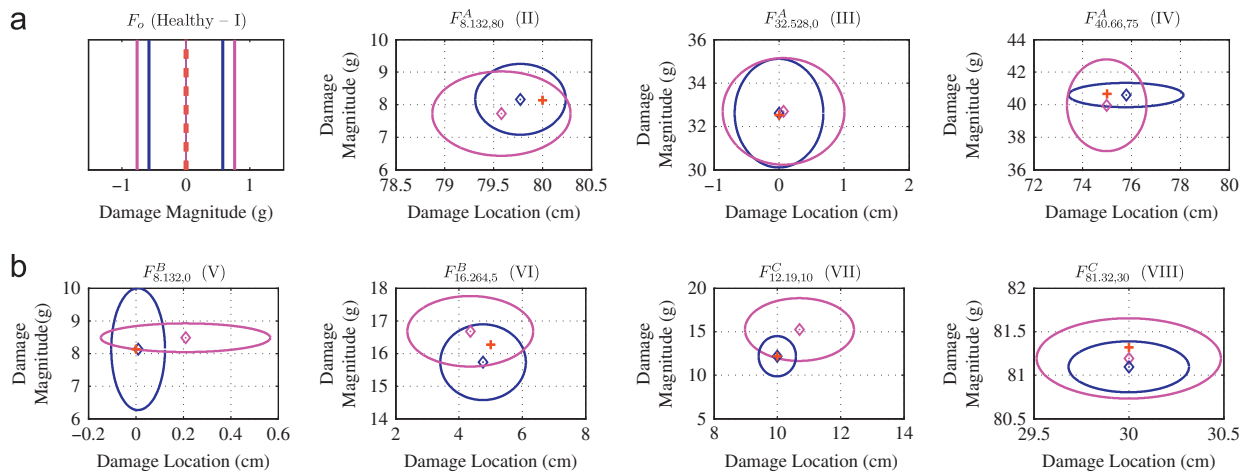 a
F_o (Healthy – I)
−1 0 1
Damage Magnitude (g)
F^A_{8.132,80} (II)
Damage
Magnitude (g)
10
9
8
7
6
78.5 79 79.5 80 80.5
Damage Location (cm)
F^A_{32.528,0} (III)
Damage
Magnitude (g)
36
34
32
30
−1 0 1 2
Damage Location (cm)
F^A_{40.66,75} (IV)
Damage
Magnitude (g)
44
42
40
38
36
72 74 76 78 80
Damage Location (cm)
b
F^B_{8.132,0} (V)
Damage
Magnitude(g)
10
9
8
7
6
−0.2 0 0.2 0.4 0.6
Damage Location (cm)
F^B_{16.264,5} (VI)
Damage
Magnitude (g)
18
17
16
15
14
2 4 6 8
Damage Location (cm)
F^C_{12.19,10} (VII)
Damage
Magnitude (g)
20
15
10
5
8 10 12 14
Damage Location (cm)
F^C_{81.32,30} (VIII)
Damage
Magnitude (g)
82
81.5
81
80.5
29.5 30 30.5
Damage Location (cm)